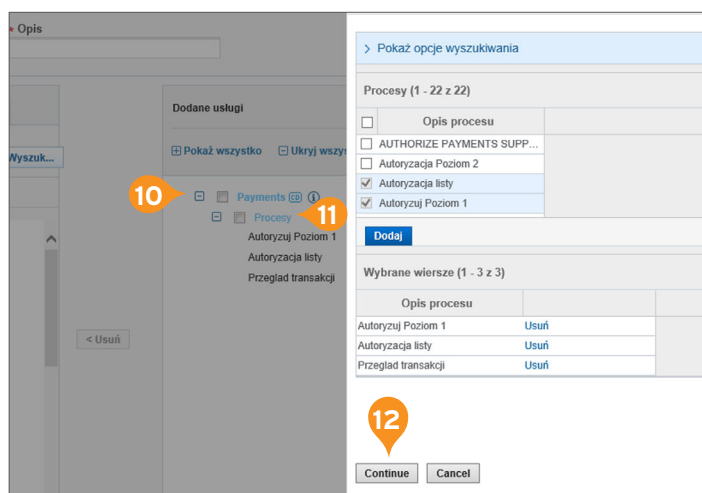 * Opis
Wyszuk...
< Usuń
Dodane usługi
Pokaż wszystko Ukryj wszys
10
Payments CD i
Procesy
11
Autoryzuj Poziom 1
Autoryzacja listy
Przeglad transakcji
> Pokaż opcje wyszukiwania
Procesy (1 - 22 z 22)
Opis procesu
AUTHORIZE PAYMENTS SUPP...
Autoryzacja Poziom 2
Autoryzacja listy
Autoryzuj Poziom 1
Dodaj
Wybrane wiersze (1 - 3 z 3)
Opis procesu
Autoryzuj Poziom 1 Usuń
Autoryzacja listy Usuń
Przeglad transakcji Usuń
12
Continue Cancel